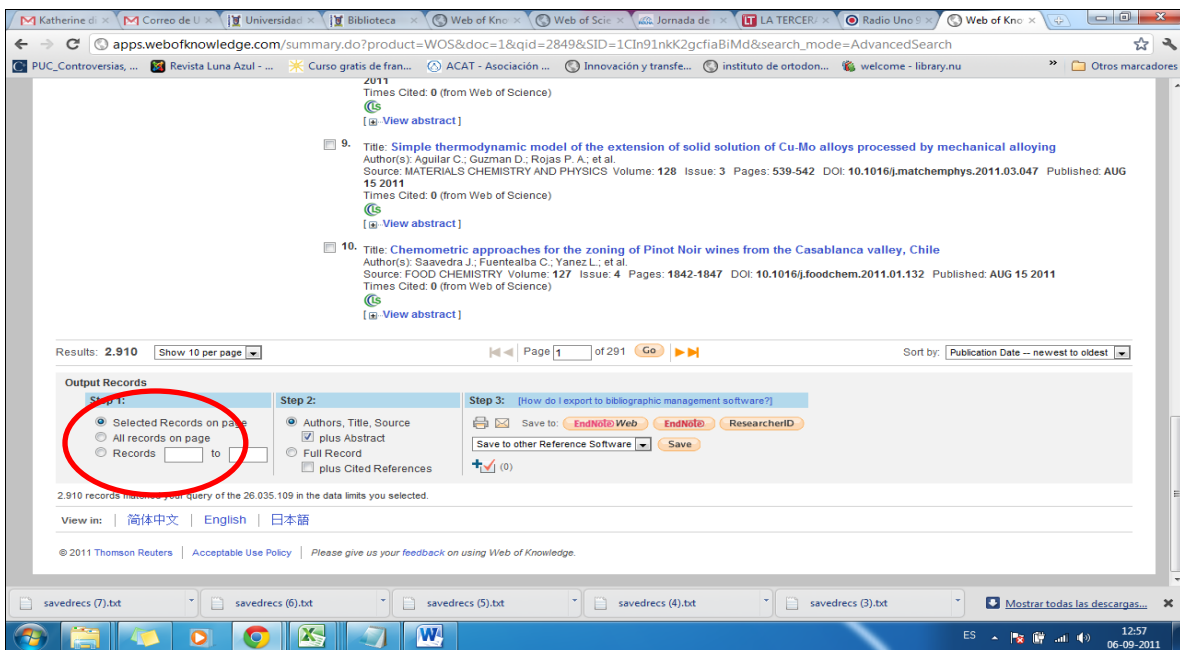 Katherine di
Correo de U
Universidad
Biblioteca
Web of Kno
Web of Scie
Jornada de
LA TERCER
Radio Uno 9
Web of Kno
apps.webofknowledge.com/summary.do?product=WOS&doc=1&qid=2849&SID=1CIn91nkK2gcfiaBiMd&search_mode=AdvancedSearch
PUC_Controversias, ...
Revista Luna Azul - ...
Curso gratis de fran...
ACAT - Asociación ...
Innovación y transfe...
instituto de ortodon...
welcome - library.nu
»
Otros marcadores
2011
Times Cited: 0 (from Web of Science)
[ View abstract ]
9. Title: Simple thermodynamic model of the extension of solid solution of Cu-Mo alloys processed by mechanical alloying
Author(s): Aguilar C.; Guzman D.; Rojas P. A.; et al.
Source: MATERIALS CHEMISTRY AND PHYSICS Volume: 128 Issue: 3 Pages: 539-542 DOI: 10.1016/j.matchemphys.2011.03.047 Published: AUG
15 2011
Times Cited: 0 (from Web of Science)
[ View abstract ]
10. Title: Chemometric approaches for the zoning of Pinot Noir wines from the Casablanca valley, Chile
Author(s): Saavedra J.; Fuentealba C.; Yanez L.; et al.
Source: FOOD CHEMISTRY Volume: 127 Issue: 4 Pages: 1842-1847 DOI: 10.1016/j.foodchem.2011.01.132 Published: AUG 15 2011
Times Cited: 0 (from Web of Science)
[ View abstract ]
Results: 2.910 Show 10 per page Page 1 of 291 Go Sort by: Publication Date -- newest to oldest
Output Records
Step 1: Step 2: Step 3: [How do I export to bibliographic management software?]
Selected Records on page
All records on page
Records to
Authors, Title, Source
plus Abstract
Full Record
plus Cited References
Save to: EndNote Web EndNote ResearcherID
Save to other Reference Software Save
(0)
2.910 records matched your query of the 26.035.109 in the data limits you selected.
View in: | 简体中文 | English | 日本語
© 2011 Thomson Reuters | Acceptable Use Policy | Please give us your feedback on using Web of Knowledge.
savedrecs (7).txt
savedrecs (6).txt
savedrecs (5).txt
savedrecs (4).txt
savedrecs (3).txt
Mostrar todas las descargas...
ES
12:57
06-09-2011